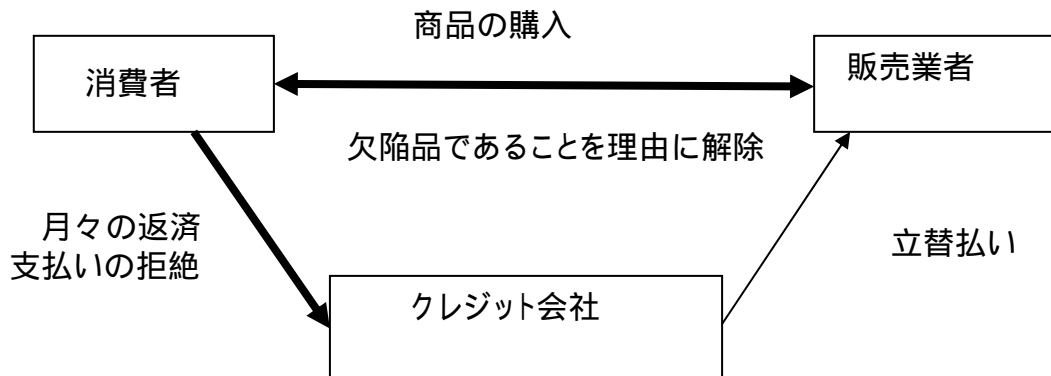 商品の購入
消費者
販売業者
欠陥品であることを理由に解除
月々の返済
支払いの拒絶
立替払い
クレジット会社